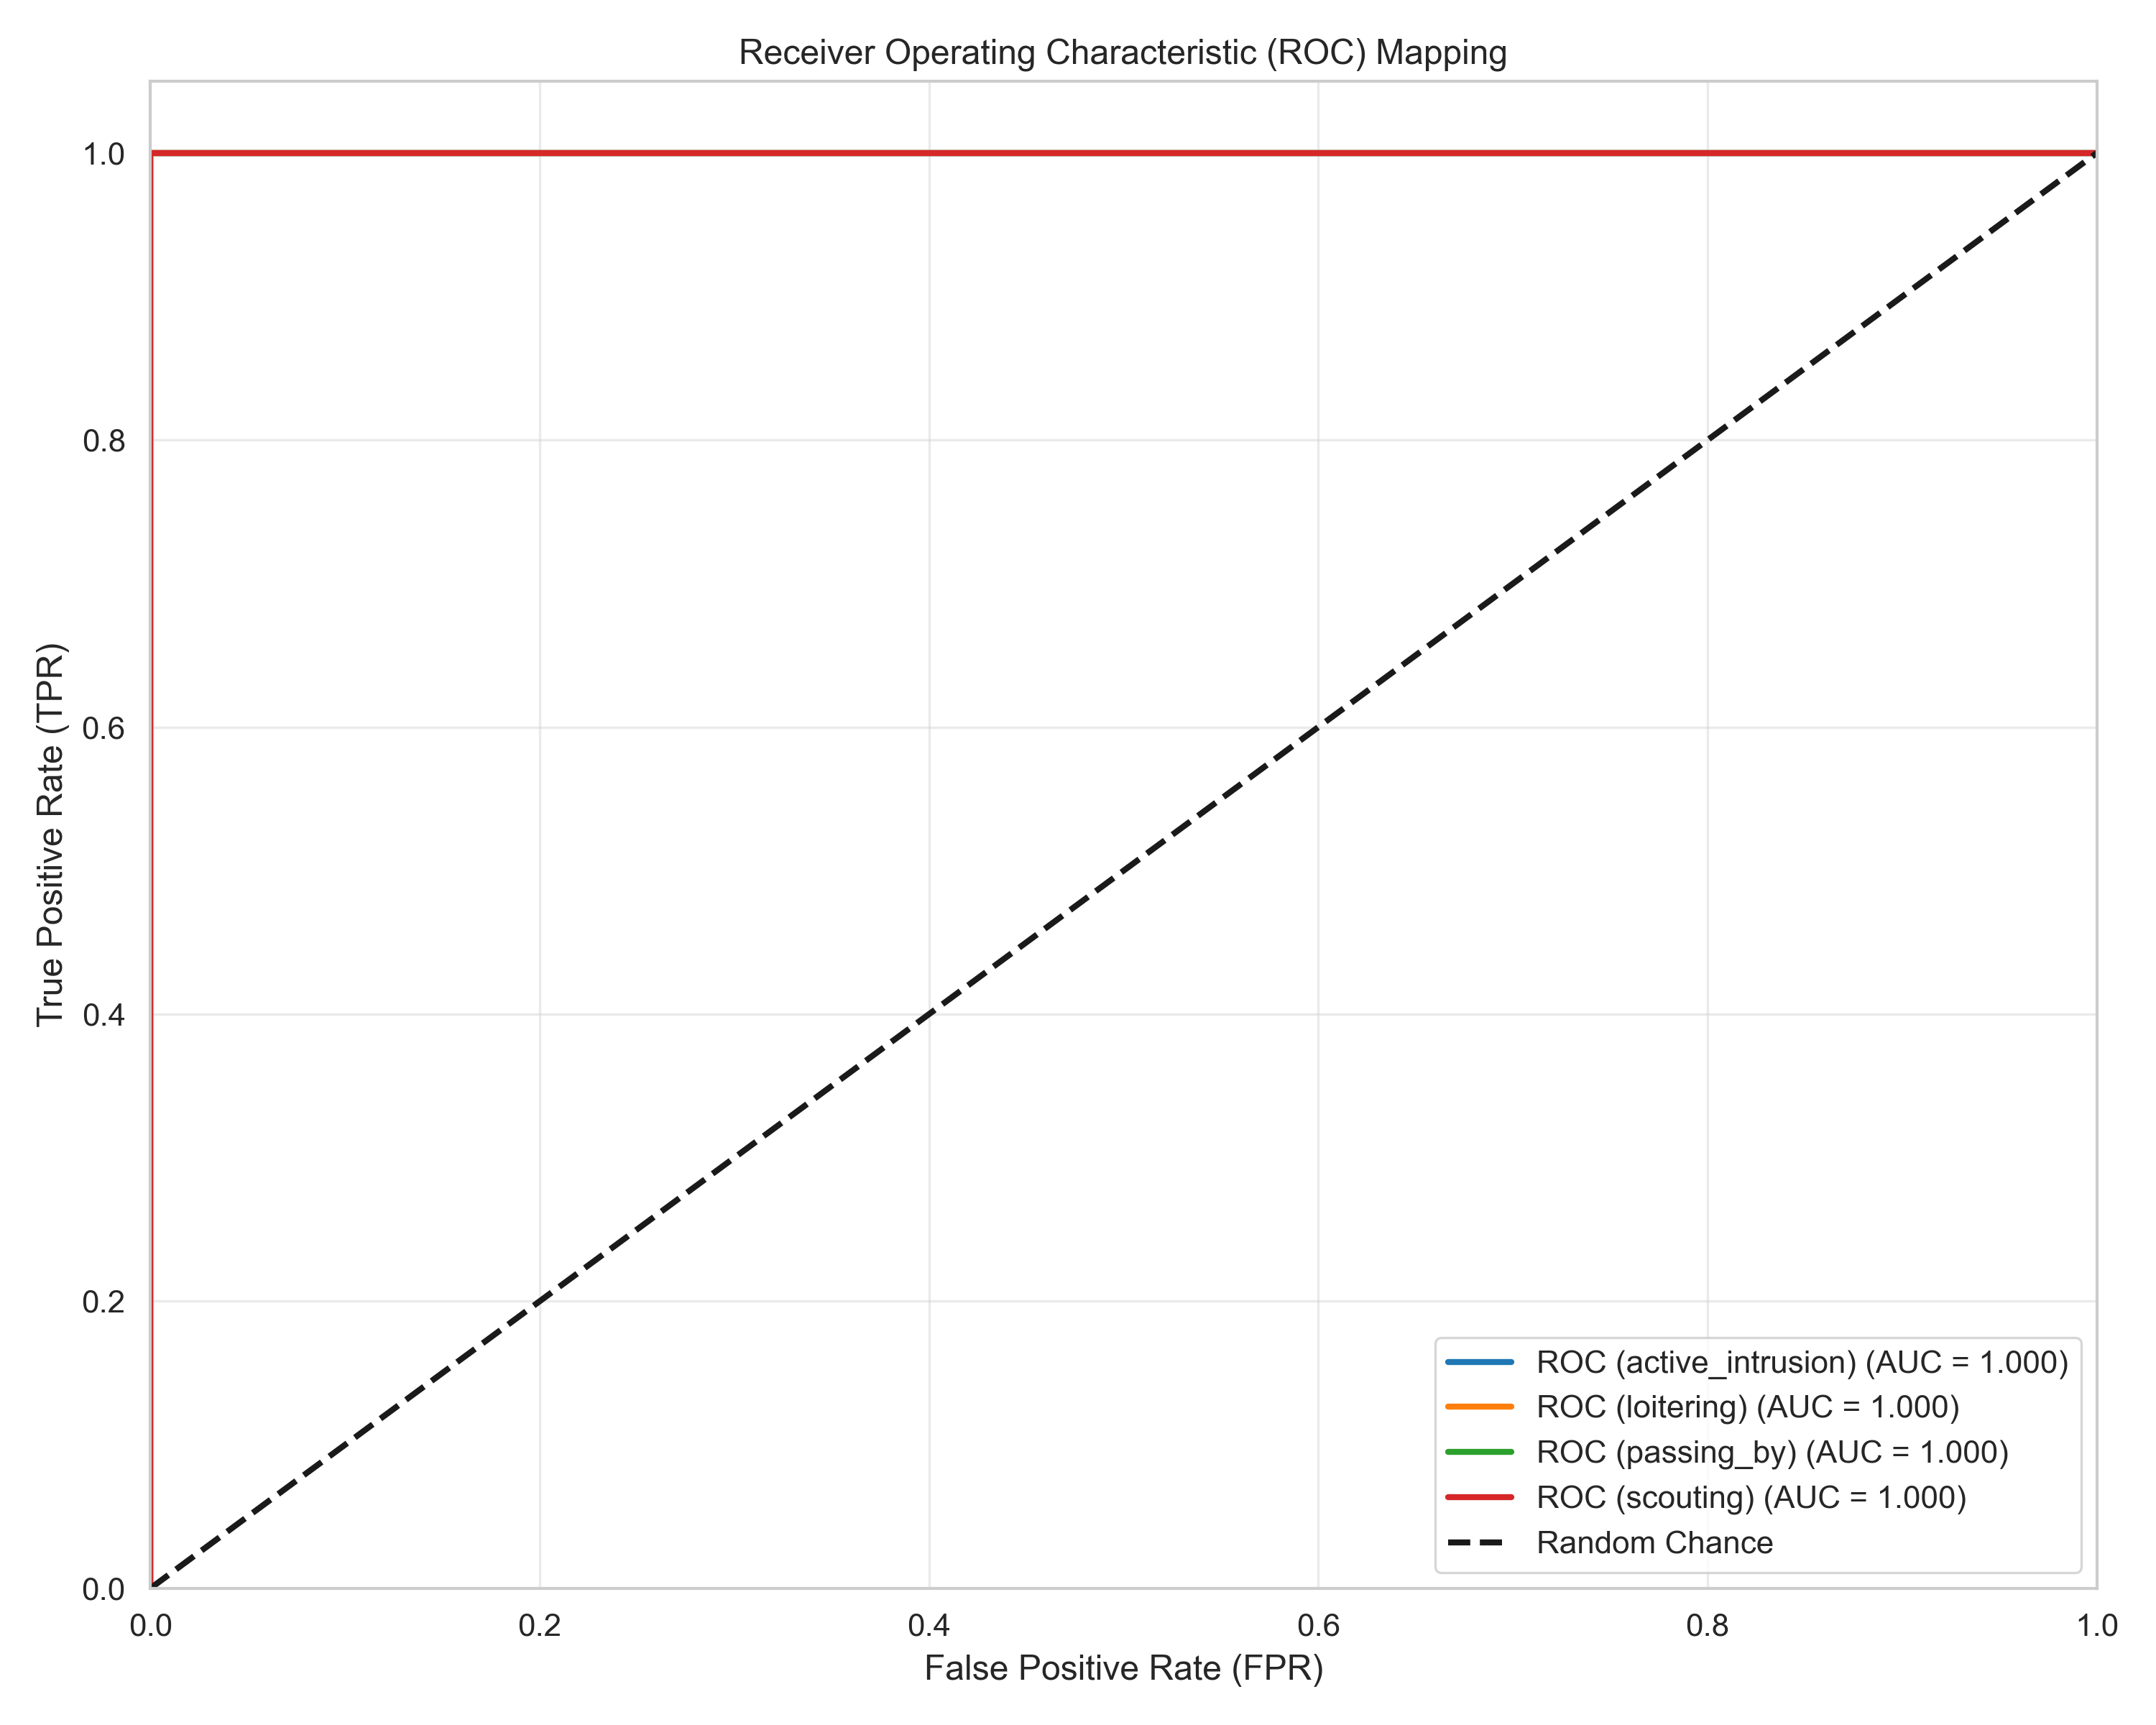 Receiver Operating Characteristic (ROC) Mapping
1.0
0.8
0.6
0.4
0.2
0.0
True Positive Rate (TPR)
ROC (active_intrusion) (AUC = 1.000)
ROC (loitering) (AUC = 1.000)
ROC (passing_by) (AUC = 1.000)
ROC (scouting) (AUC = 1.000)
Random Chance
0.0 0.2 0.4 0.6 0.8 1.0
False Positive Rate (FPR)